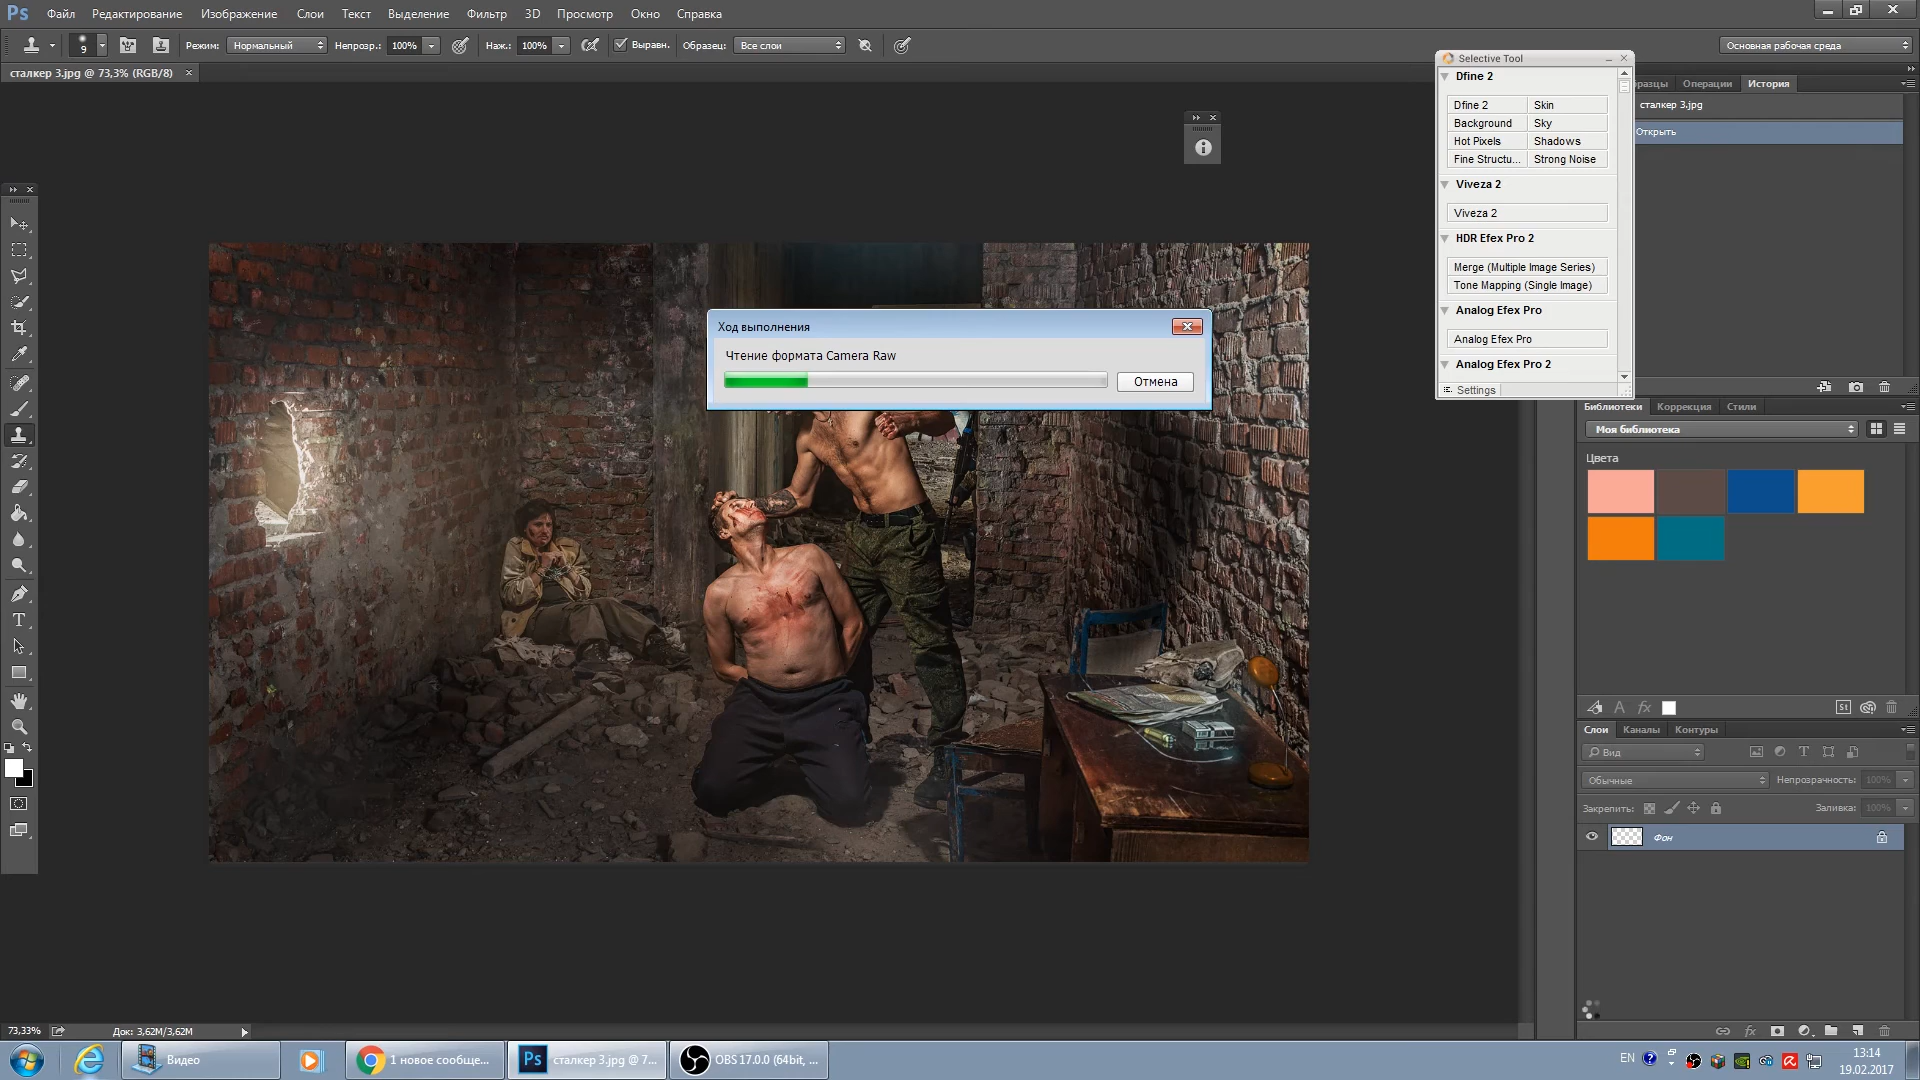 Ps Файл Редактирование Изображение Слои Текст Выделение Фильтр 3D Просмотр Окно Справка
9 Режим: Нормальный Непрозр.: 100% Наж.: 100% Выравн. Образец: Все слои Основная рабочая среда
сталкер 3.jpg @ 73,3% (RGB/8) ×
Selective Tool
Dfine 2
Dfine 2 Skin
Background Sky
Hot Pixels Shadows
Fine Structu... Strong Noise
Viveza 2
Viveza 2
HDR Efex Pro 2
Merge (Multiple Image Series)
Tone Mapping (Single Image)
Analog Efex Pro
Analog Efex Pro
Analog Efex Pro 2
Settings
Операции История
сталкер 3.jpg
Открыть
Ход выполнения
Чтение формата Camera Raw
Отмена
Библиотеки Коррекция Стили
Моя библиотека
Цвета
St
Слои Каналы Контуры
Вид
Обычные Непрозрачность: 100%
Закрепить: Заливка: 100%
Фон
73,33% Док: 3,62M/3,62M
Видео 1 новое сообще... Ps сталкер 3.jpg @ 7... OBS 17.0.0 (64bit, ...
EN 13:14
19.02.2017